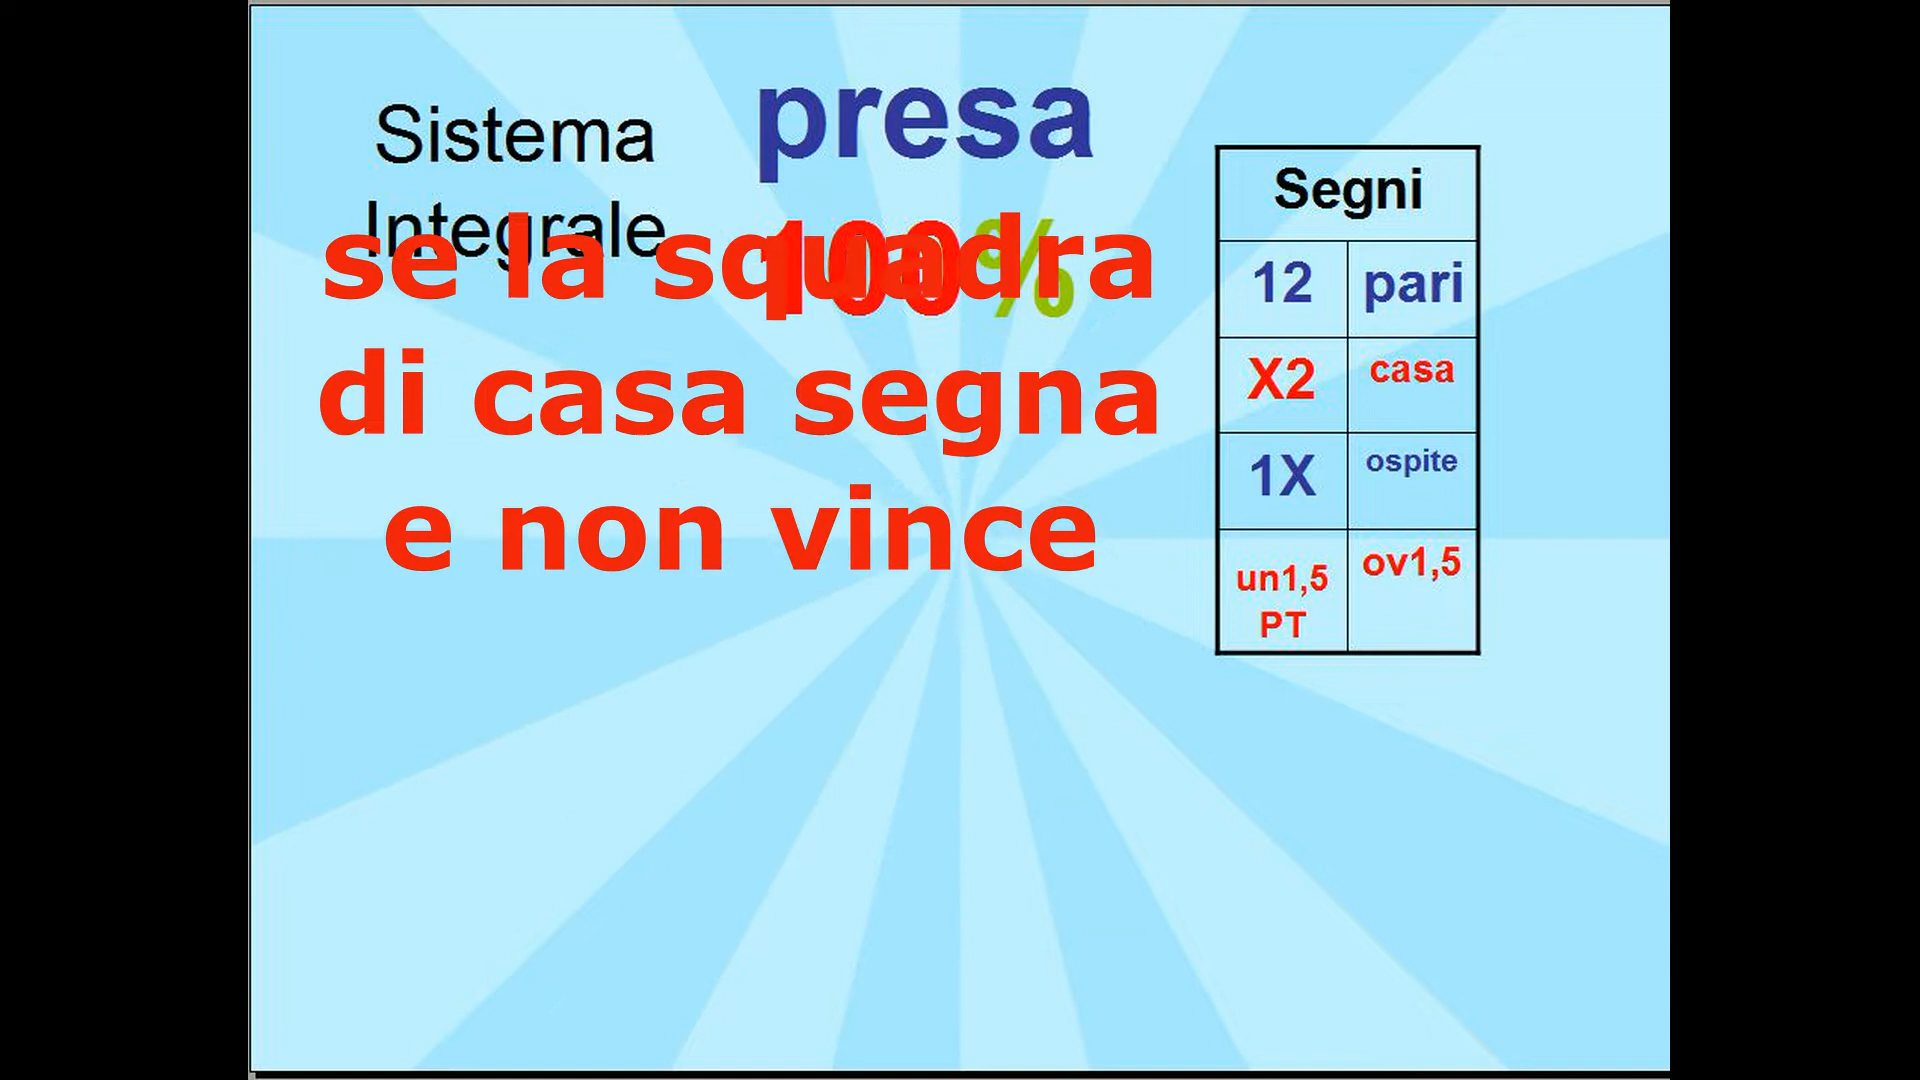 Sistema
Integrale
presa
100%
se la squadra
di casa segna
e non vince
Segni
12 pari
X2 casa
1X ospite
un1,5 ov1,5
PT